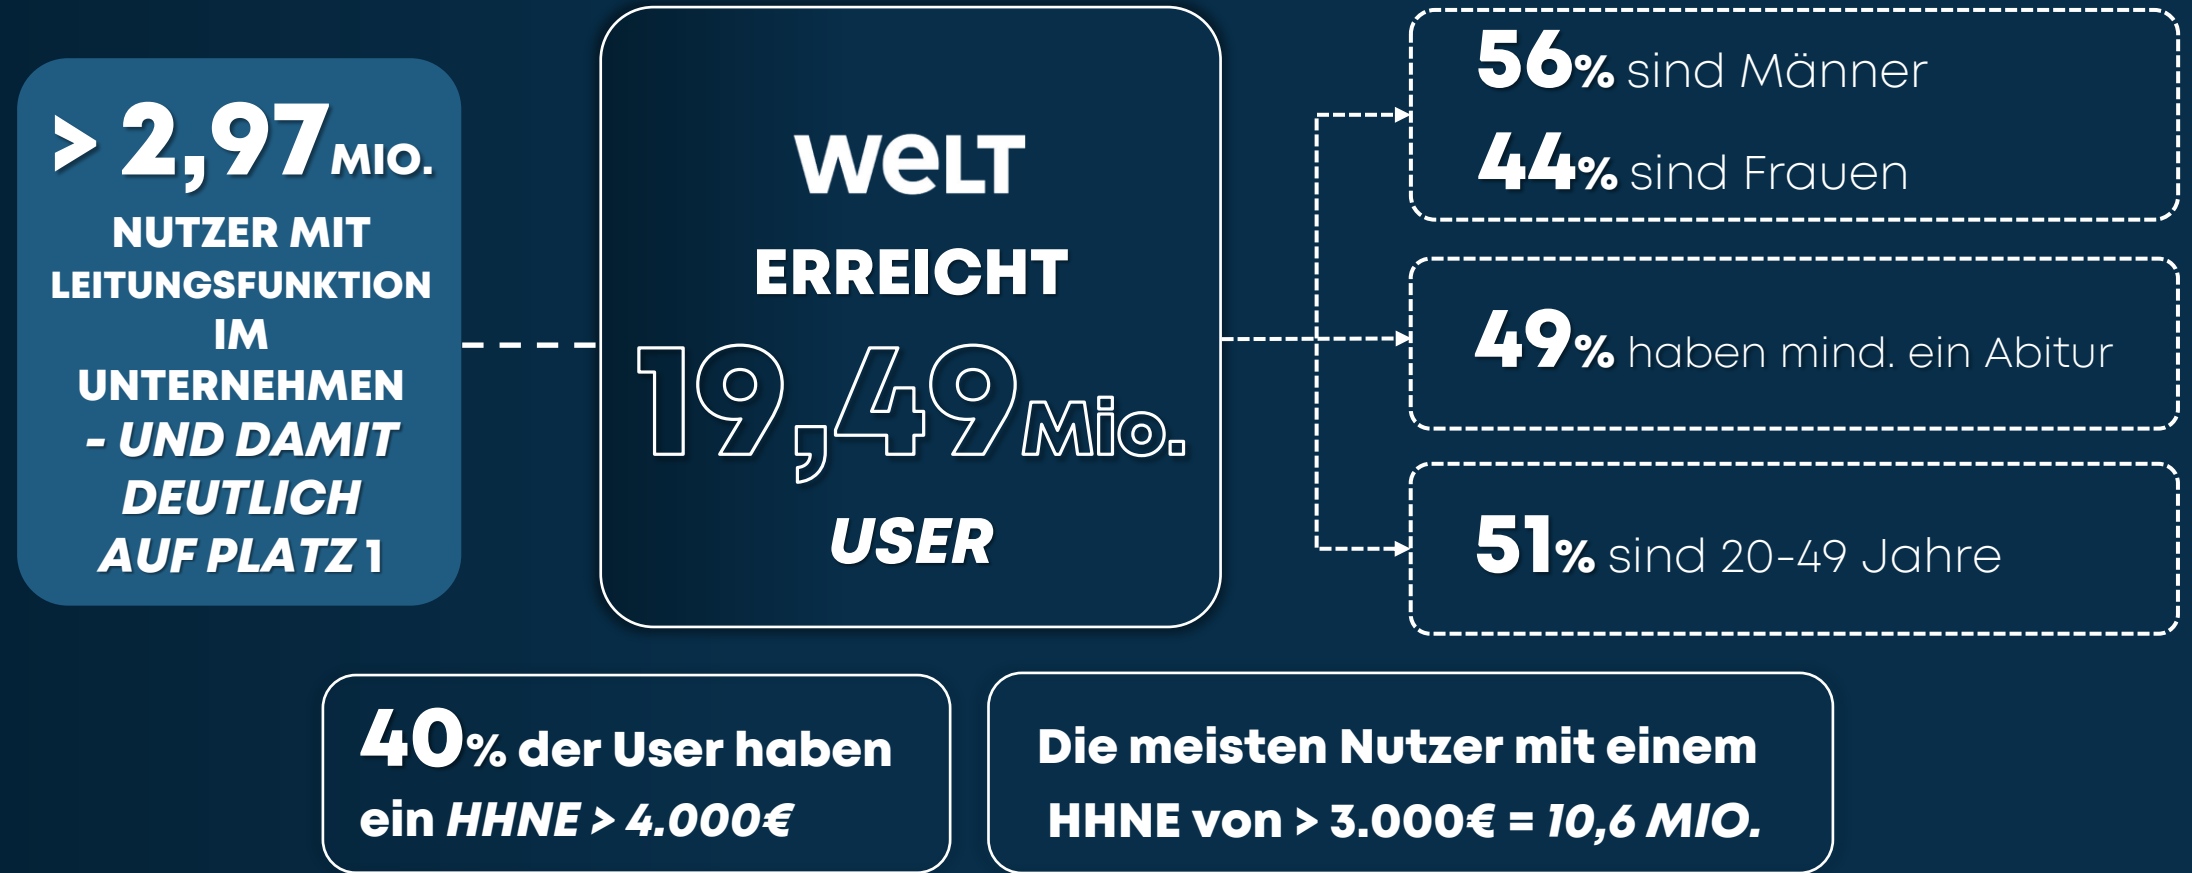 > 2,97 MIO.
NUTZER MIT
LEITUNGSFUNKTION
IM
UNTERNEHMEN
- UND DAMIT
DEUTLICH
AUF PLATZ 1
WELT
ERREICHT
19,49 Mio.
USER
56% sind Männer
44% sind Frauen
49% haben mind. ein Abitur
51% sind 20-49 Jahre
40% der User haben
ein HHNE > 4.000€
Die meisten Nutzer mit einem
HHNE von > 3.000€ = 10,6 MIO.